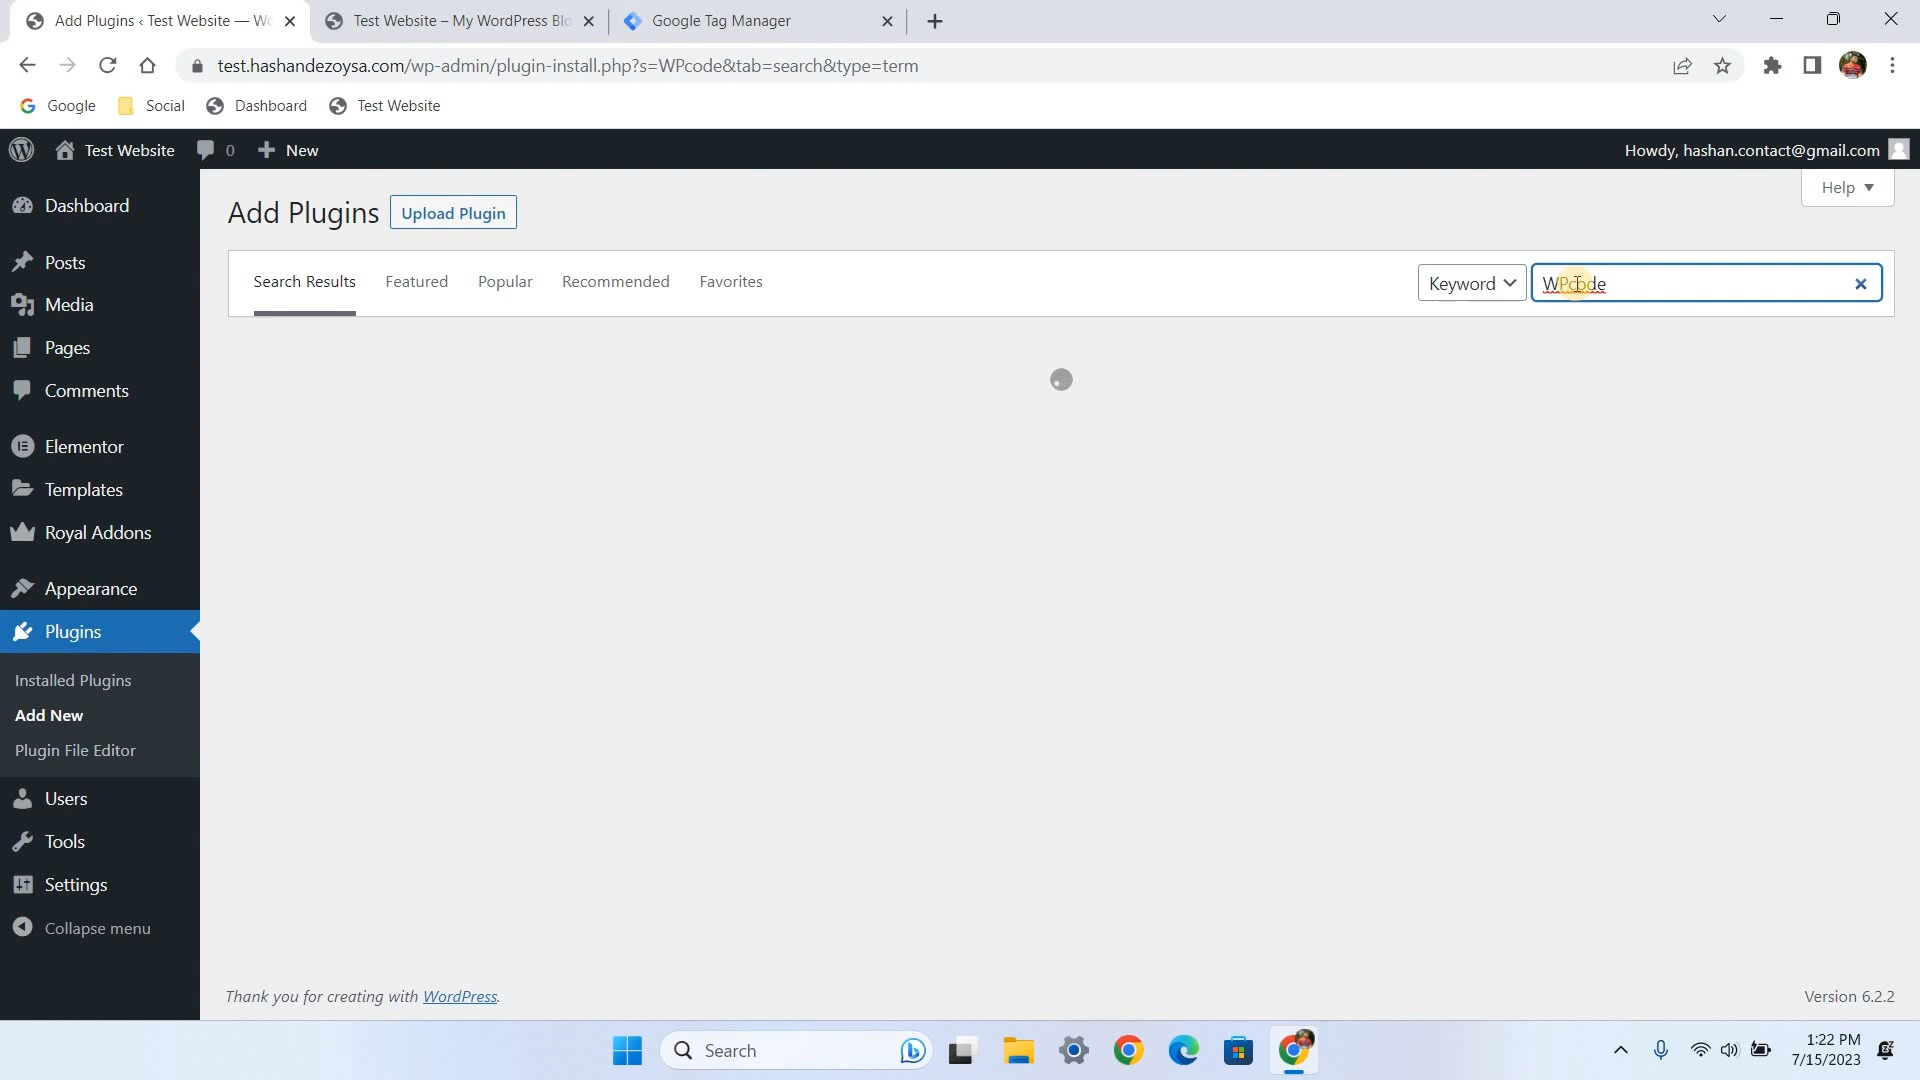 Add Plugins ‹ Test Website — Wo
Test Website – My WordPress Blo
Google Tag Manager
test.hashandezoysa.com/wp-admin/plugin-install.php?s=WPcode&tab=search&type=term
Google
Social
Dashboard
Test Website
Test Website
0
New
Howdy, hashan.contact@gmail.com
Help
Dashboard
Add Plugins
Upload Plugin
Posts
Search Results
Featured
Popular
Recommended
Favorites
Keyword
WPcode
Media
Pages
Comments
Elementor
Templates
Royal Addons
Appearance
Plugins
Installed Plugins
Add New
Plugin File Editor
Users
Tools
Settings
Collapse menu
Thank you for creating with WordPress.
Version 6.2.2
Search
1:22 PM
7/15/2023